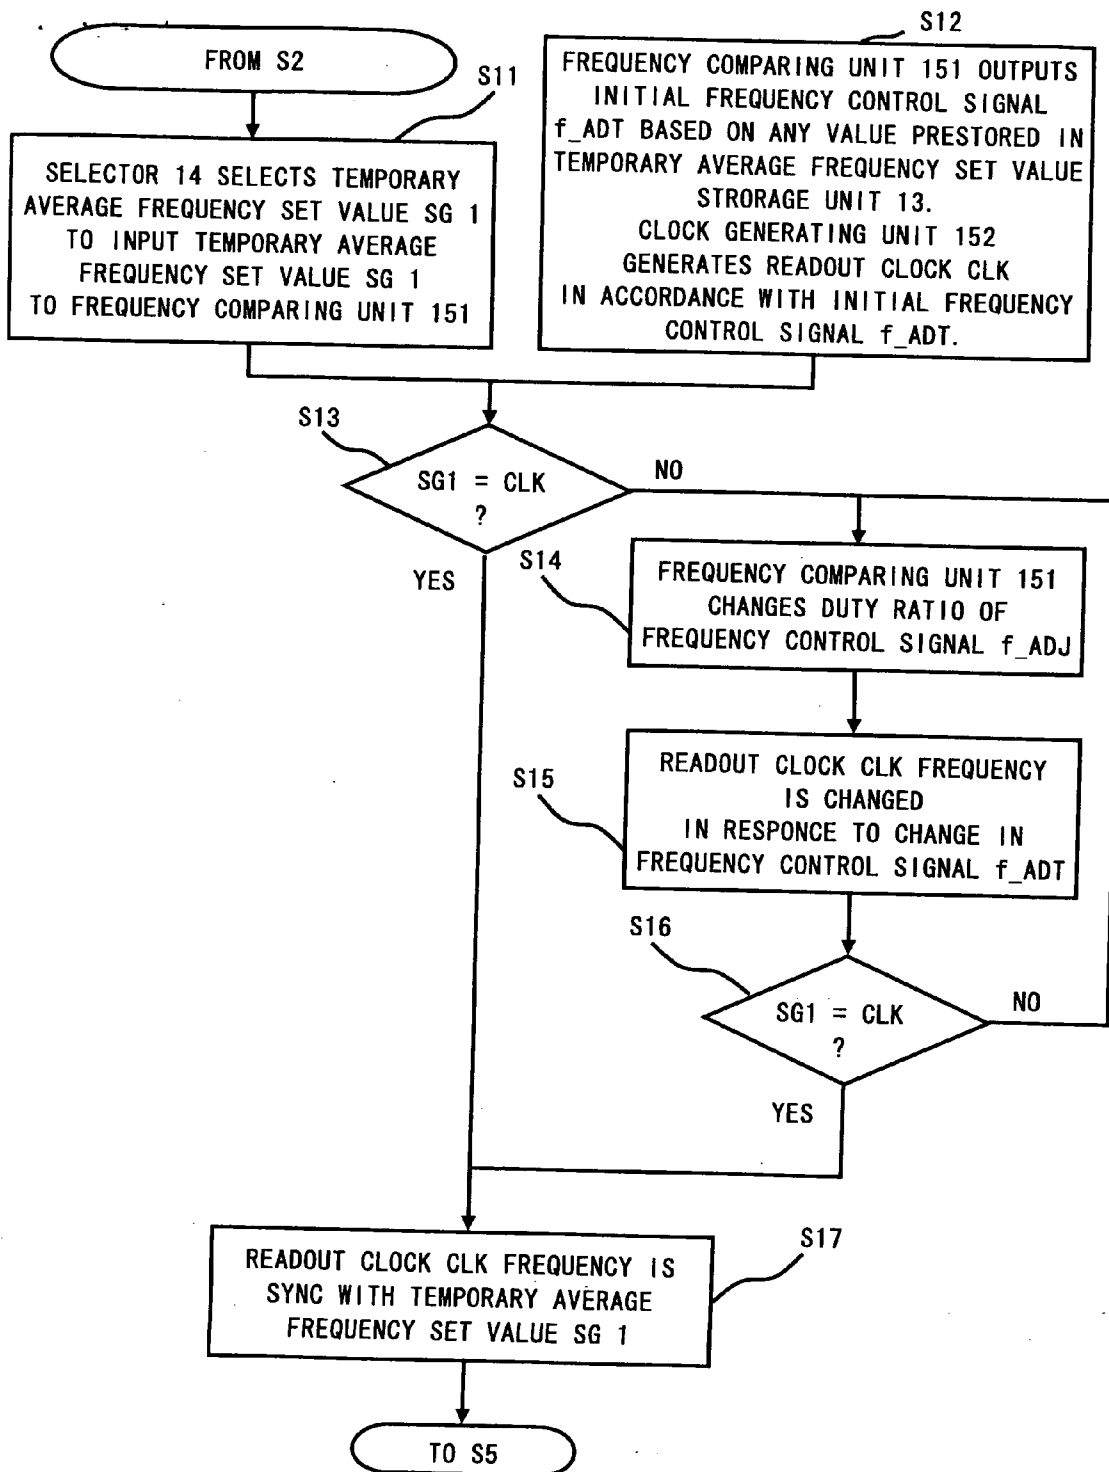 FROM S2
S11
SELECTOR 14 SELECTS TEMPORARY
AVERAGE FREQUENCY SET VALUE SG 1
TO INPUT TEMPORARY AVERAGE
FREQUENCY SET VALUE SG 1
TO FREQUENCY COMPARING UNIT 151
S12
FREQUENCY COMPARING UNIT 151 OUTPUTS
INITIAL FREQUENCY CONTROL SIGNAL
f_ADT BASED ON ANY VALUE PRESTORED IN
TEMPORARY AVERAGE FREQUENCY SET VALUE
STRORAGE UNIT 13.
CLOCK GENERATING UNIT 152
GENERATES READOUT CLOCK CLK
IN ACCORDANCE WITH INITIAL FREQUENCY
CONTROL SIGNAL f_ADT.
S13
SG1 = CLK
?
NO
YES
S14
FREQUENCY COMPARING UNIT 151
CHANGES DUTY RATIO OF
FREQUENCY CONTROL SIGNAL f_ADJ
S15
READOUT CLOCK CLK FREQUENCY
IS CHANGED
IN RESPONCE TO CHANGE IN
FREQUENCY CONTROL SIGNAL f_ADT
S16
SG1 = CLK
?
NO
YES
S17
READOUT CLOCK CLK FREQUENCY IS
SYNC WITH TEMPORARY AVERAGE
FREQUENCY SET VALUE SG 1
TO S5